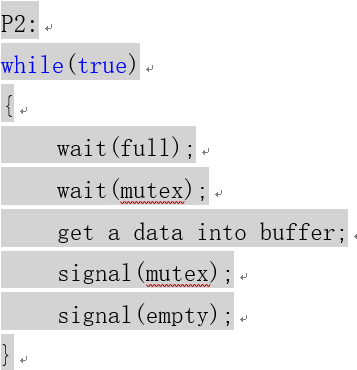 P2:
while(true)
{
    wait(full);
    wait(mutex);
    get a data into buffer;
    signal(mutex);
    signal(empty);
}